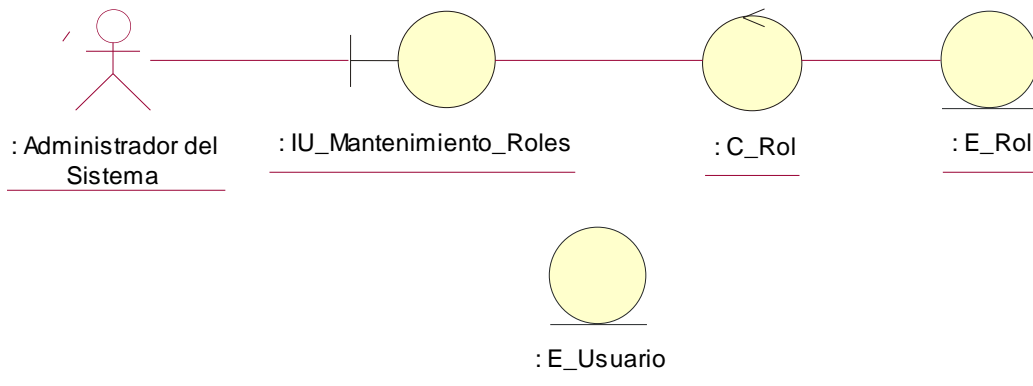 : Administrador del
Sistema
: IU_Mantenimiento_Roles
: C_Rol
: E_Rol
: E_Usuario